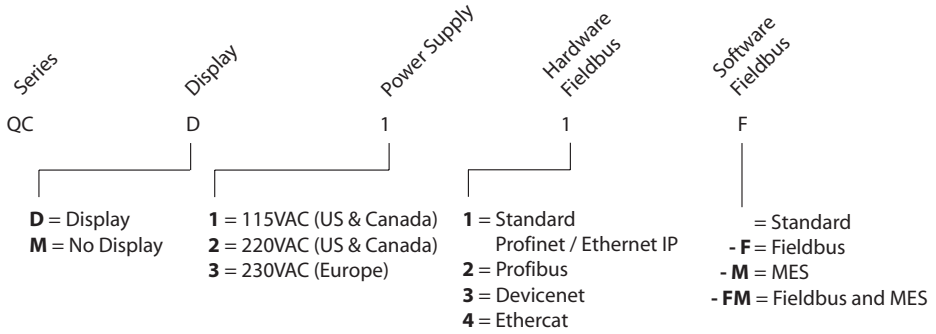 Series
Display
Power Supply
Hardware
Fieldbus
Software
Fieldbus
QC
D
1
1
F
D = Display
M = No Display
1 = 115VAC (US & Canada)
2 = 220VAC (US & Canada)
3 = 230VAC (Europe)
1 = Standard
Profinet / Ethernet IP
2 = Profibus
3 = Devicenet
4 = Ethercat
= Standard
- F = Fieldbus
- M = MES
- FM = Fieldbus and MES